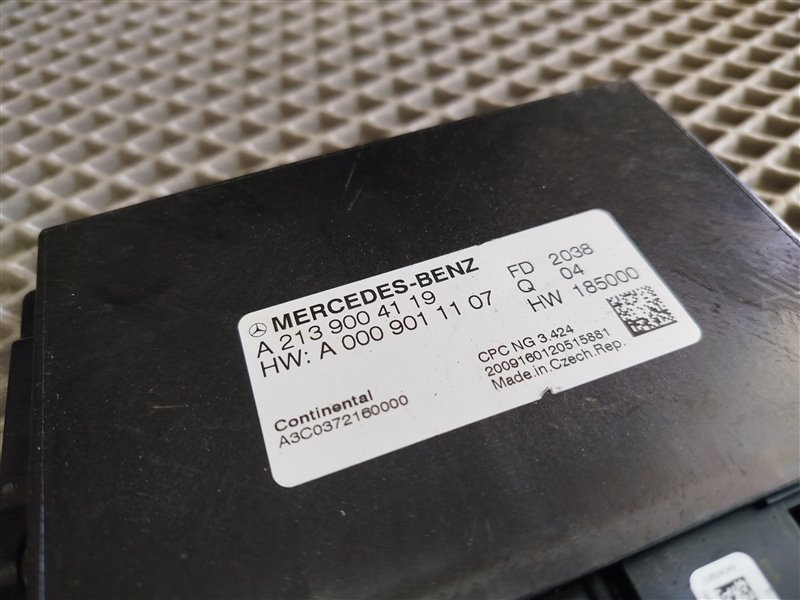 MERCEDES-BENZ
A 213 900 41 19
HW: A 000 901 11 07
FD 2038
Q 04
HW 185000
Continental
A3C0372160000
CPC NG 3.424
2009160120515881
Made.in.Czech.Rep.